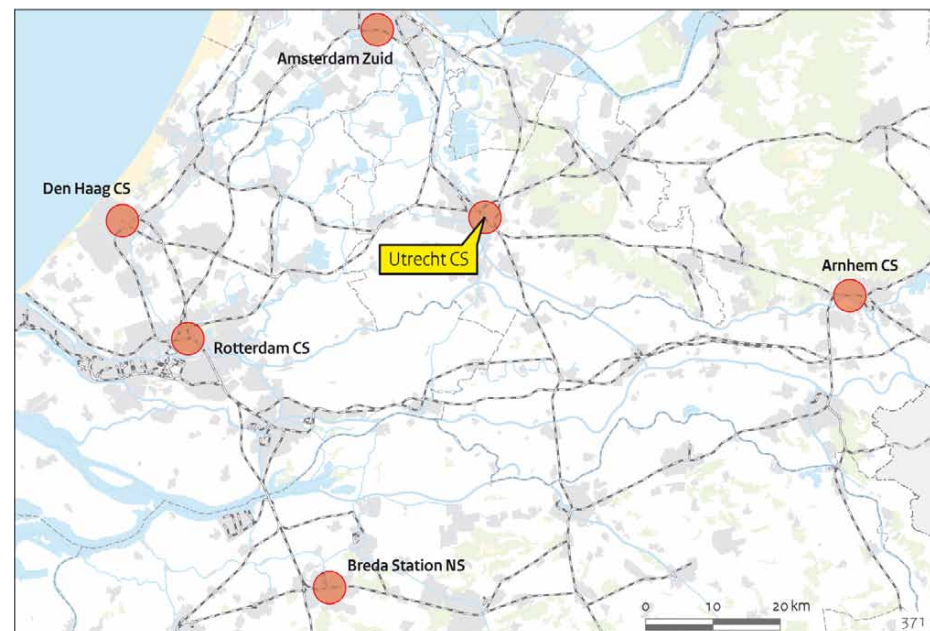 Amsterdam Zuid
Den Haag CS
Utrecht CS
Arnhem CS
Rotterdam CS
Breda Station NS
0 10 20 km
371